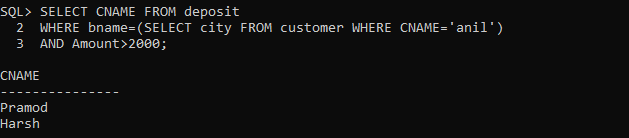 SQL> SELECT CNAME FROM deposit
  2  WHERE bname=(SELECT city FROM customer WHERE CNAME='anil')
  3  AND Amount>2000;
CNAME
---------------
Pramod
Harsh